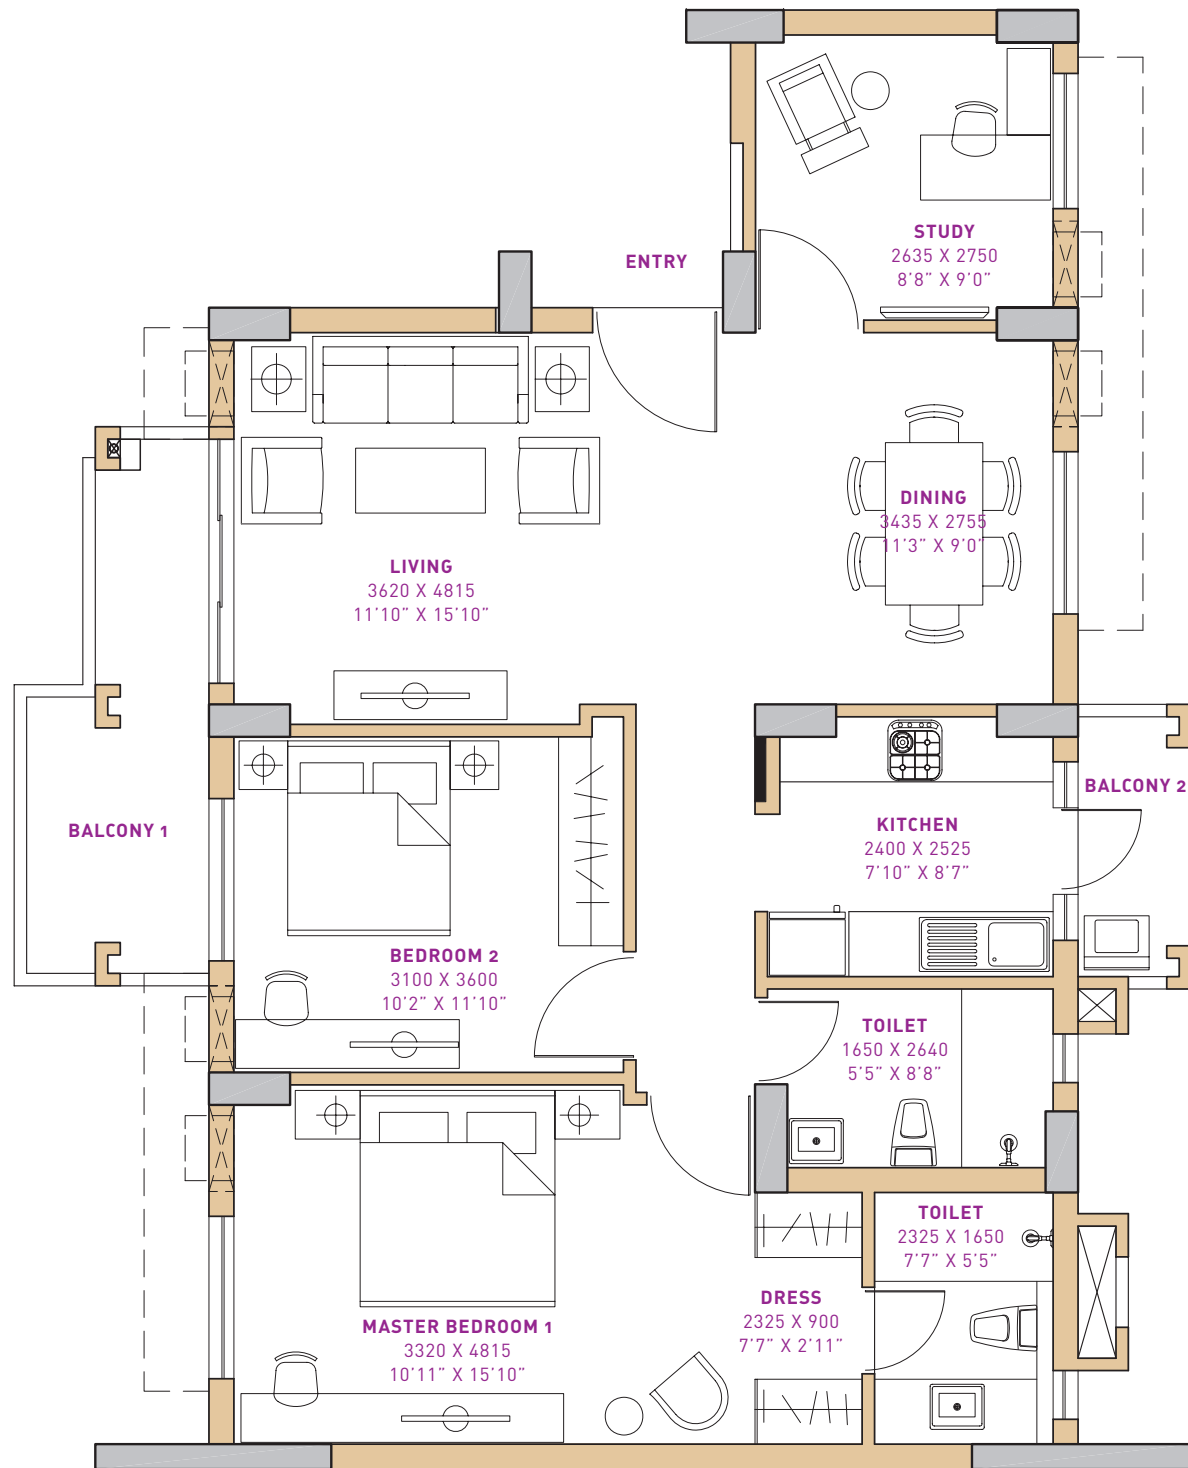 STUDY
2635 X 2750
8'8” X 9'0”
ENTRY
DINING
3435 X 2755
11'3” X 9'0”
LIVING
3620 X 4815
11'10” X 15'10”
BALCONY 2
BALCONY 1
KITCHEN
2400 X 2525
7'10” X 8'7”
BEDROOM 2
3100 X 3600
10'2” X 11'10”
TOILET
1650 X 2640
5'5” X 8'8”
TOILET
2325 X 1650
7'7” X 5'5”
DRESS
2325 X 900
7'7” X 2'11”
MASTER BEDROOM 1
3320 X 4815
10'11” X 15'10”